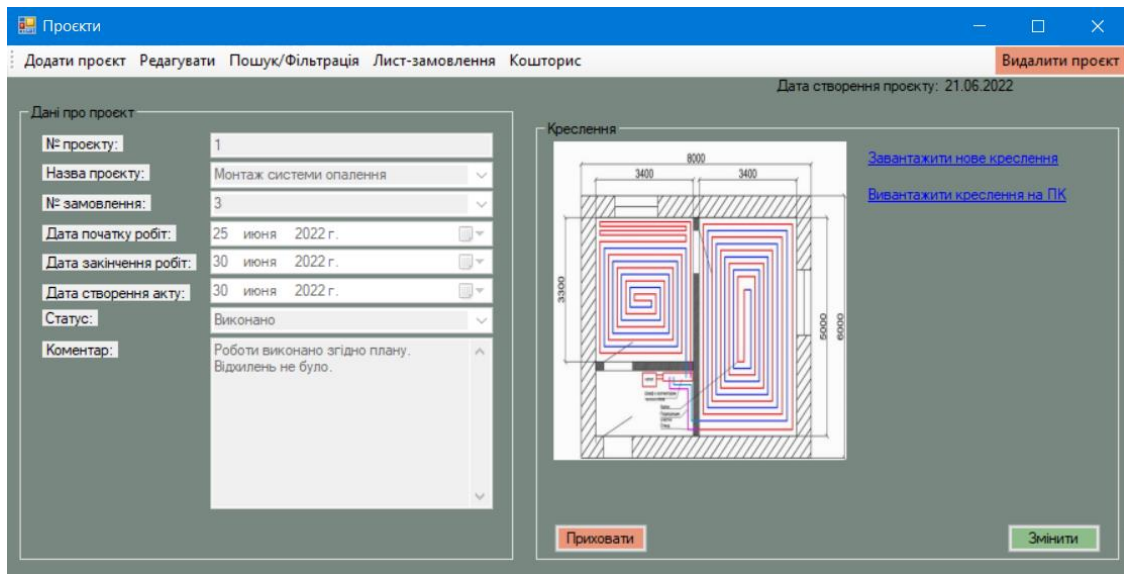 Проєкти
Додати проєкт Редагувати Пошук/Фільтрація Лист-замовлення Кошторис Видалити проєкт
Дата створення проєкту: 21.06.2022
Дані про проєкт
№ проєкту: 1
Назва проєкту: Монтаж системи опалення
№ замовлення: 3
Дата початку робіт: 25 июня 2022 г.
Дата закінчення робіт: 30 июня 2022 г.
Дата створення акту: 30 июня 2022 г.
Статус: Виконано
Коментар: Роботи виконано згідно плану.
Відхилень не було.
Креслення
8000
3400 3400
3300
5000
6000
Завантажити нове креслення
Вивантажити креслення на ПК
Приховати
Змінити